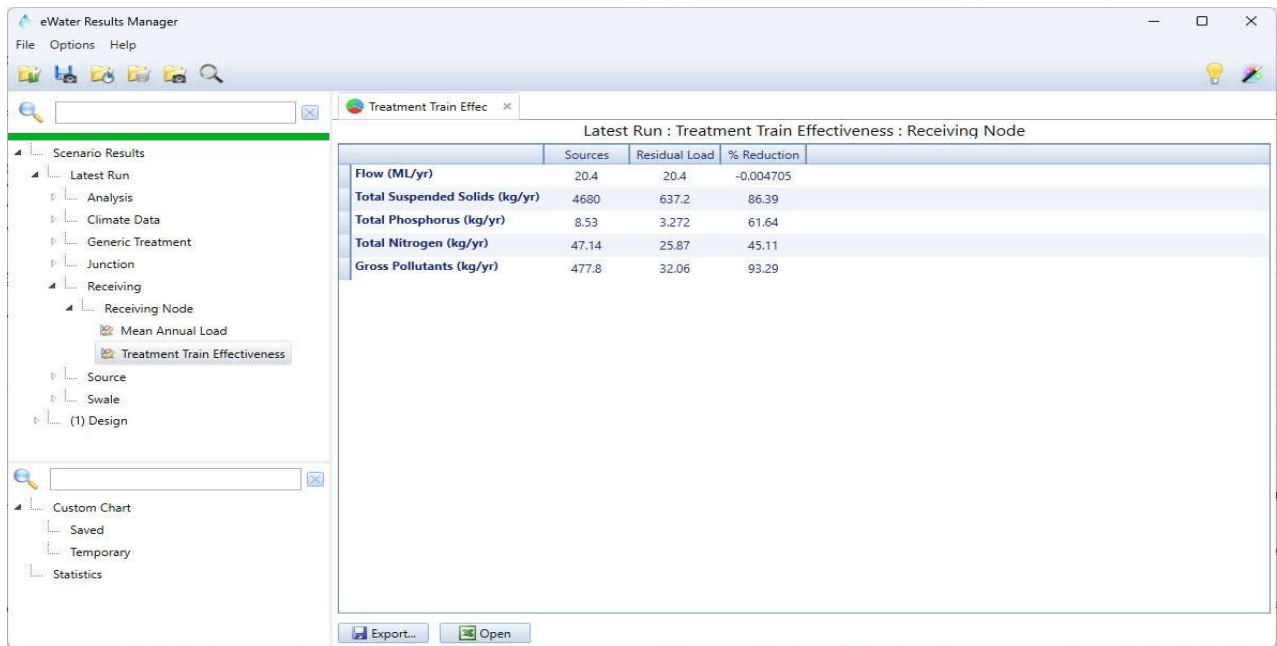 eWater Results Manager
File Options Help
Treatment Train Effec
Latest Run : Treatment Train Effectiveness : Receiving Node
Sources Residual Load % Reduction
Flow (ML/yr) 20.4 20.4 -0.004705
Total Suspended Solids (kg/yr) 4680 637.2 86.39
Total Phosphorus (kg/yr) 8.53 3.272 61.64
Total Nitrogen (kg/yr) 47.14 25.87 45.11
Gross Pollutants (kg/yr) 477.8 32.06 93.29
Scenario Results
Latest Run
Analysis
Climate Data
Generic Treatment
Junction
Receiving
Receiving Node
Mean Annual Load
Treatment Train Effectiveness
Source
Swale
(1) Design
Custom Chart
Saved
Temporary
Statistics
Export... Open